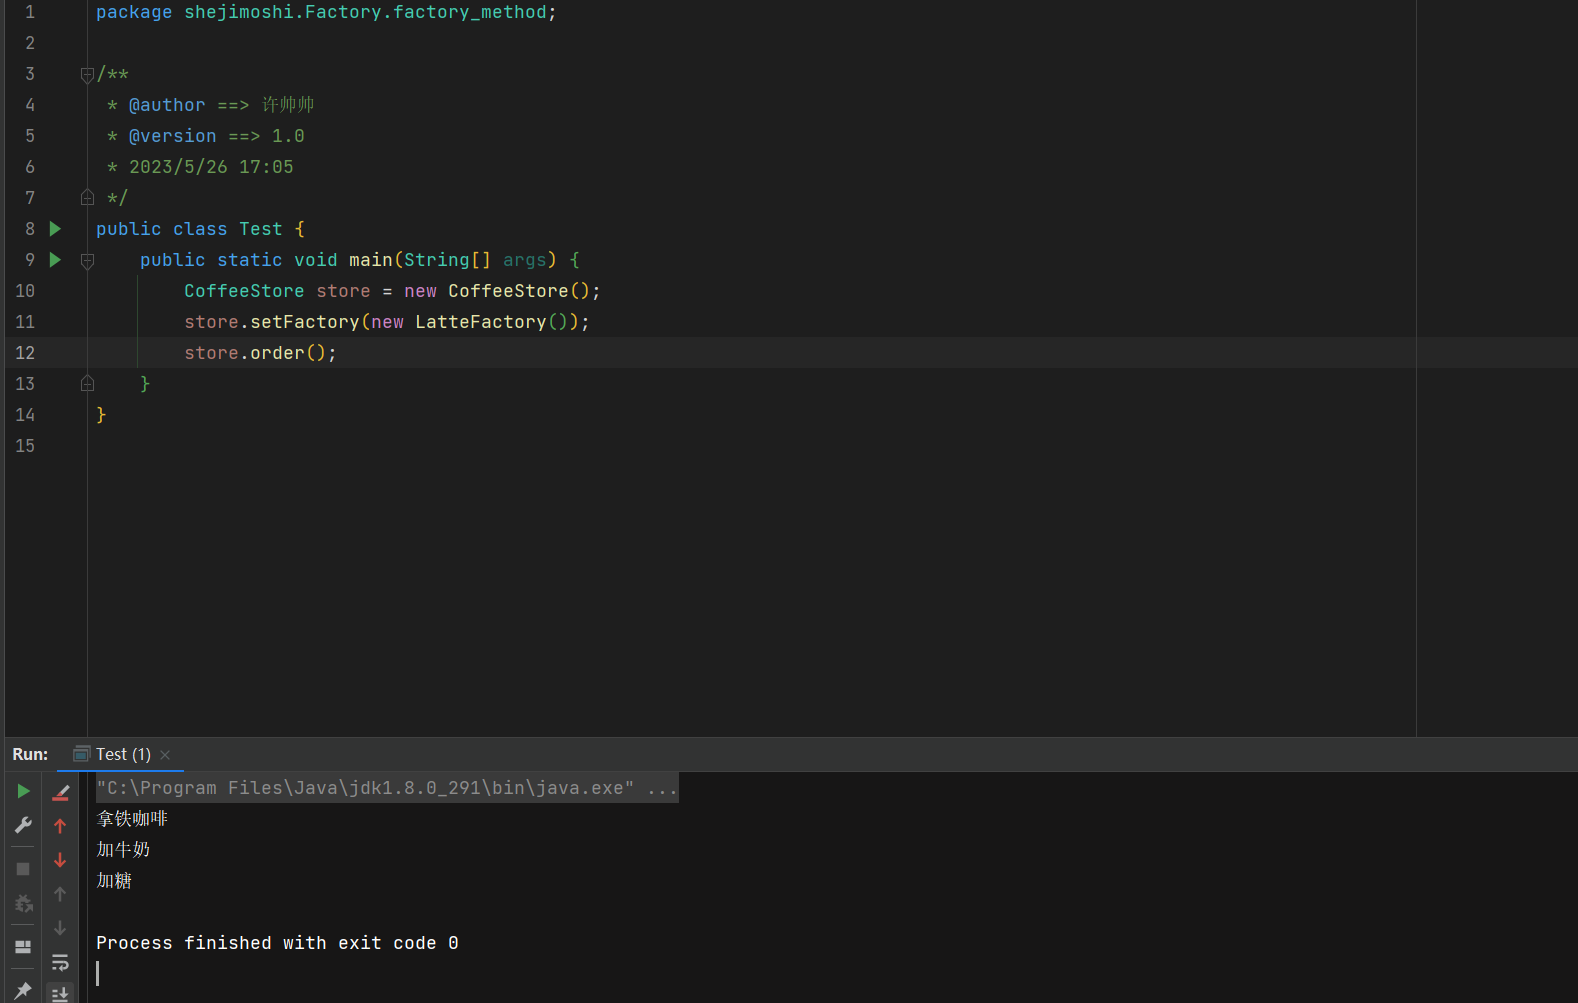 1 package shejimoshi.Factory.factory_method;
2
3 /**
4 * @author ==> 许帅帅
5 * @version ==> 1.0
6 * 2023/5/26 17:05
7 */
8 public class Test {
9 public static void main(String[] args) {
10 CoffeeStore store = new CoffeeStore();
11 store.setFactory(new LatteFactory());
12 store.order();
13 }
14 }
15
Run: Test (1)
"C:\Program Files\Java\jdk1.8.0_291\bin\java.exe" ...
拿铁咖啡
加牛奶
加糖
Process finished with exit code 0